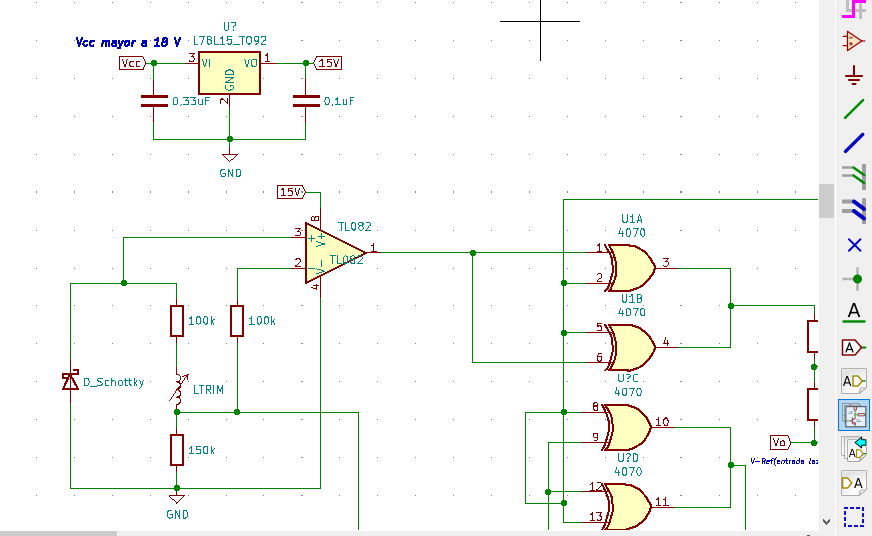 U?
L78L15_TO92
Vcc mayor a 18 V
Vcc
3
VI
VO
1
15V
GND
2
0,33uF
0,1uF
GND
15V
8
TL082
3
+
V+
1
TL082
2
-
V-
4
100k
100k
D_Schottky
LTRIM
150k
GND
U1A
4070
1
2
3
U1B
4070
5
6
4
U?C
4070
8
9
10
U?D
4070
12
13
11
Vo
V-Ref(entrada
A
A
A
A
A